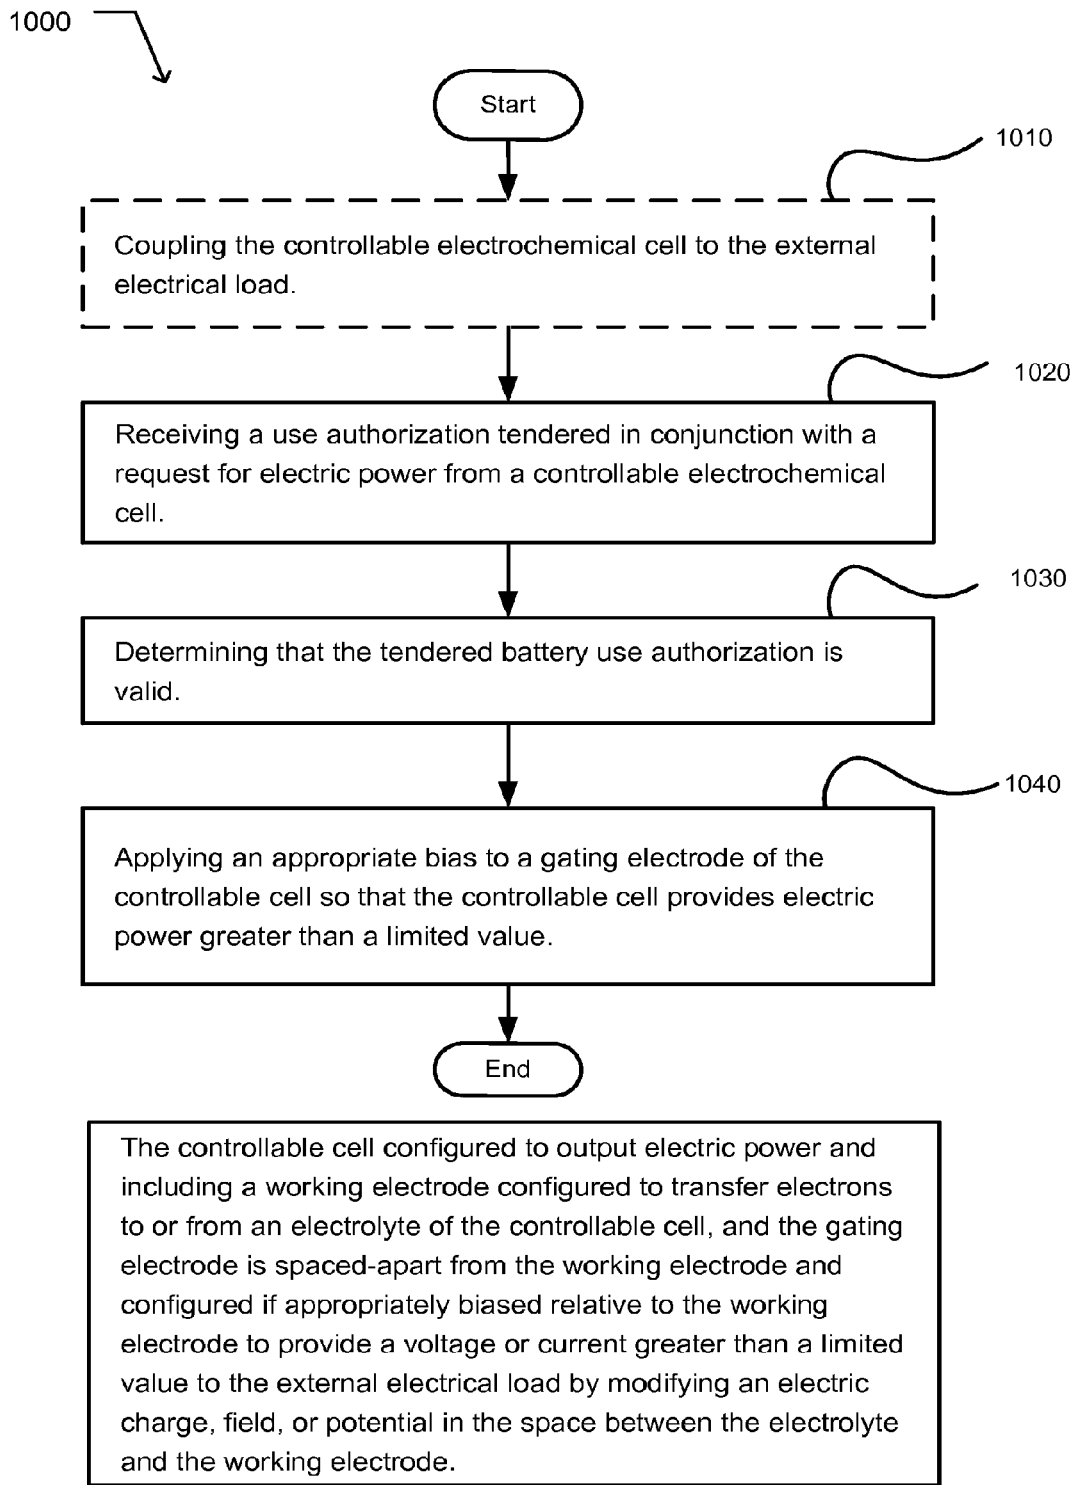 1000
Start
1010
Coupling the controllable electrochemical cell to the external
electrical load.
1020
Receiving a use authorization tendered in conjunction with a
request for electric power from a controllable electrochemical
cell.
1030
Determining that the tendered battery use authorization is
valid.
1040
Applying an appropriate bias to a gating electrode of the
controllable cell so that the controllable cell provides electric
power greater than a limited value.
End
The controllable cell configured to output electric power and
including a working electrode configured to transfer electrons
to or from an electrolyte of the controllable cell, and the gating
electrode is spaced-apart from the working electrode and
configured if appropriately biased relative to the working
electrode to provide a voltage or current greater than a limited
value to the external electrical load by modifying an electric
charge, field, or potential in the space between the electrolyte
and the working electrode.